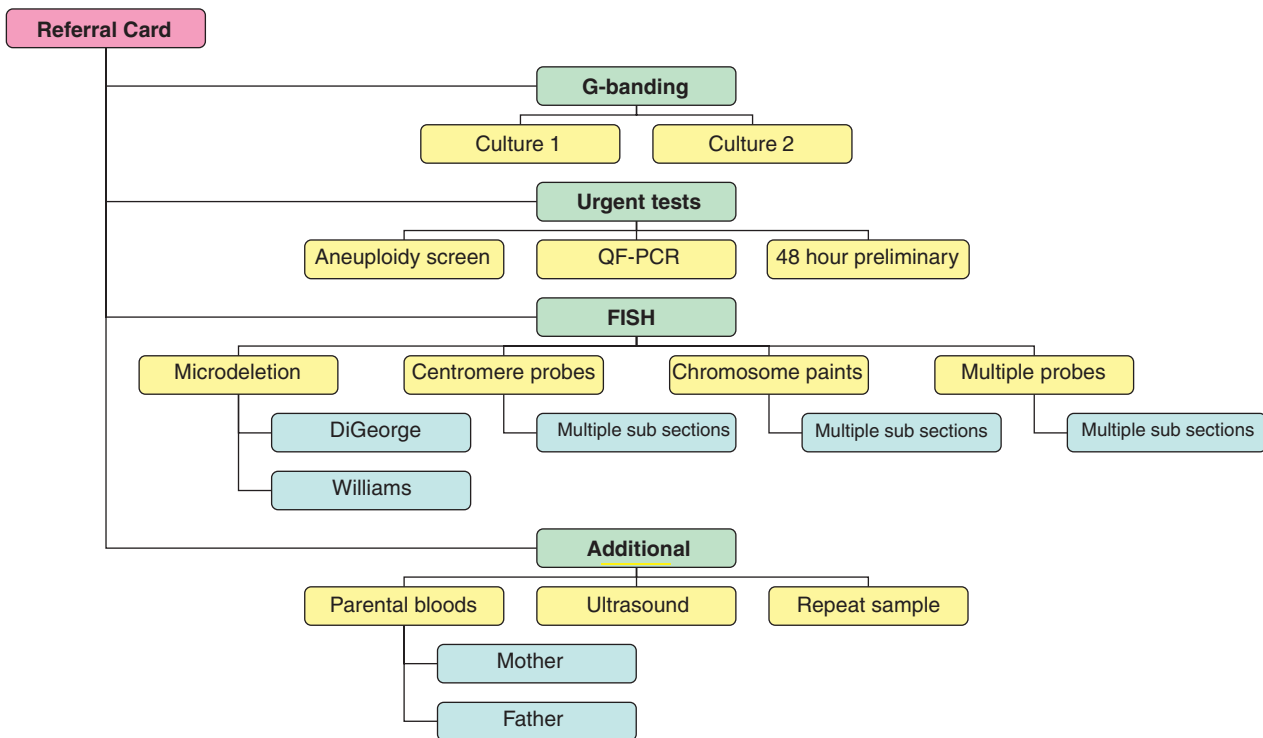 Referral Card
G-banding
Culture 1
Culture 2
Urgent tests
Aneuploidy screen
QF-PCR
48 hour preliminary
FISH
Microdeletion
Centromere probes
Chromosome paints
Multiple probes
DiGeorge
Multiple sub sections
Multiple sub sections
Multiple sub sections
Williams
Additional
Parental bloods
Ultrasound
Repeat sample
Mother
Father